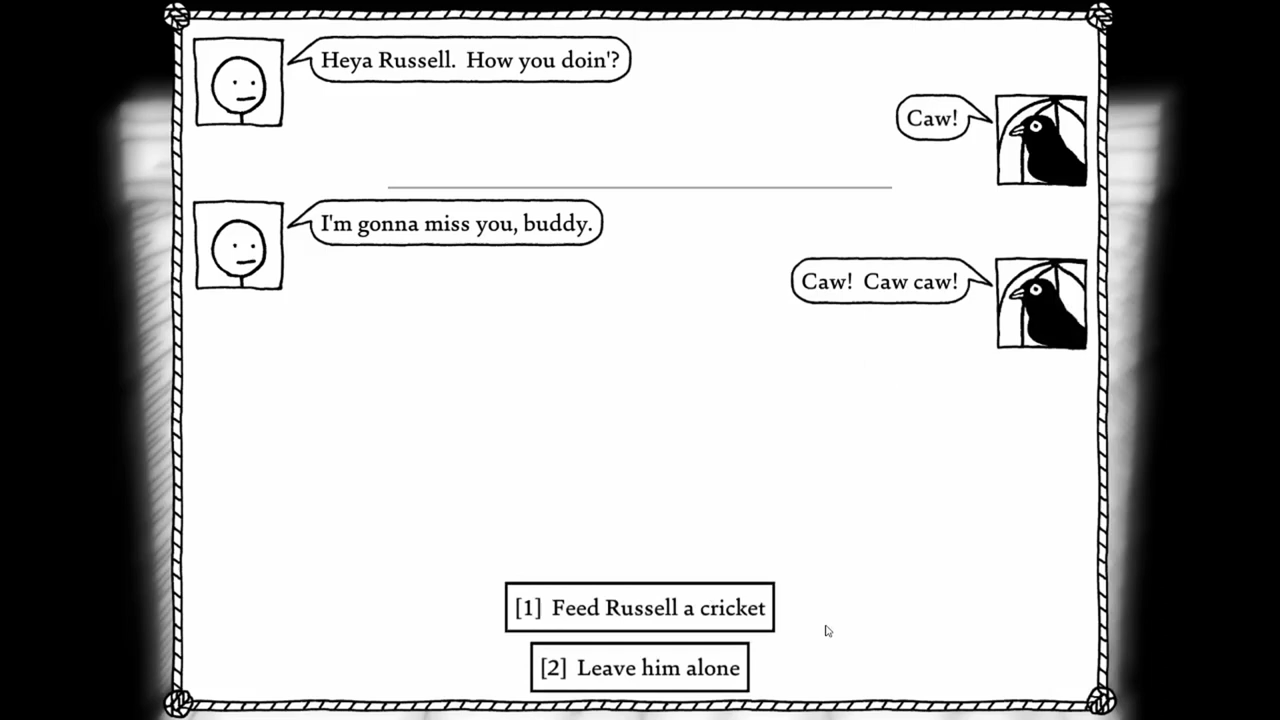 Heya Russell.  How you doin'?
Caw!
I'm gonna miss you, buddy.
Caw!  Caw caw!
[1]  Feed Russell a cricket
[2]  Leave him alone